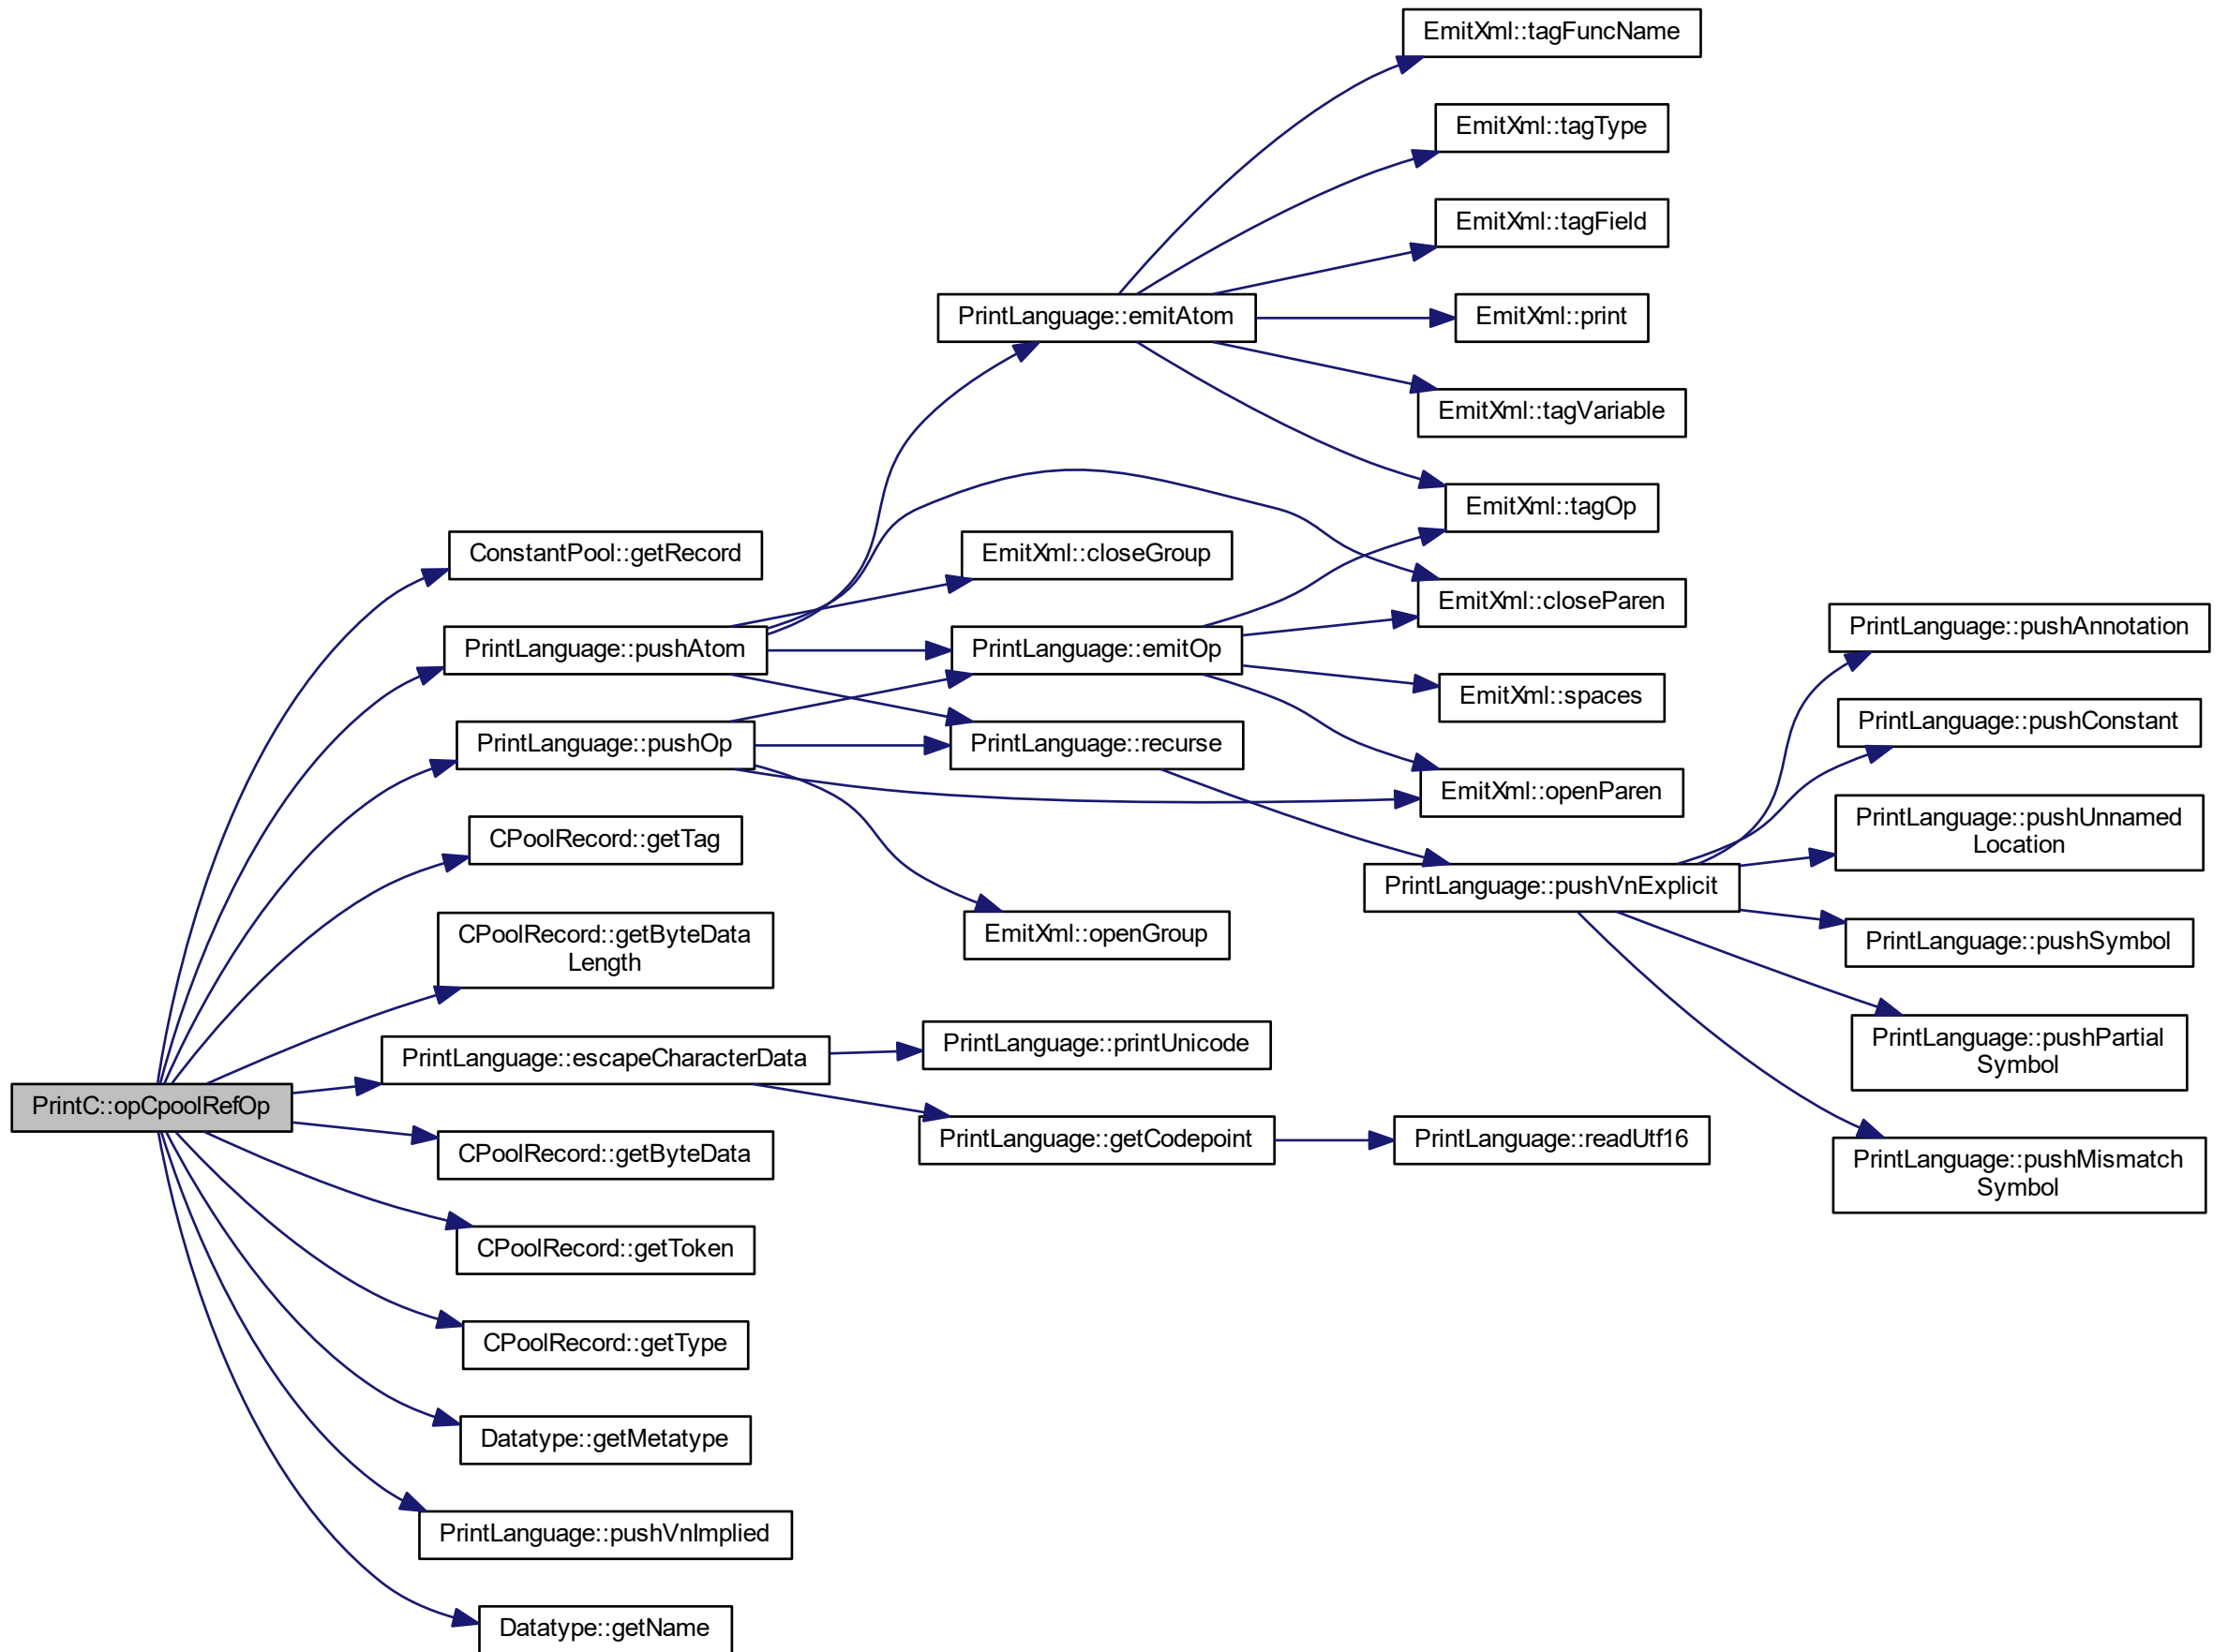 EmitXml::tagFuncName
EmitXml::tagType
EmitXml::tagField
PrintLanguage::emitAtom
EmitXml::print
EmitXml::tagVariable
EmitXml::tagOp
ConstantPool::getRecord
EmitXml::closeGroup
EmitXml::closeParen
PrintLanguage::pushAnnotation
PrintLanguage::pushAtom
PrintLanguage::emitOp
EmitXml::spaces
PrintLanguage::pushConstant
PrintLanguage::pushOp
PrintLanguage::recurse
EmitXml::openParen
PrintLanguage::pushUnnamed
Location
CPoolRecord::getTag
PrintLanguage::pushVnExplicit
CPoolRecord::getByteData
Length
EmitXml::openGroup
PrintLanguage::pushSymbol
PrintLanguage::escapeCharacterData
PrintLanguage::printUnicode
PrintLanguage::pushPartial
Symbol
PrintC::opCpoolRefOp
CPoolRecord::getByteData
PrintLanguage::getCodepoint
PrintLanguage::readUtf16
PrintLanguage::pushMismatch
Symbol
CPoolRecord::getToken
CPoolRecord::getType
Datatype::getMetatype
PrintLanguage::pushVnImplied
Datatype::getName